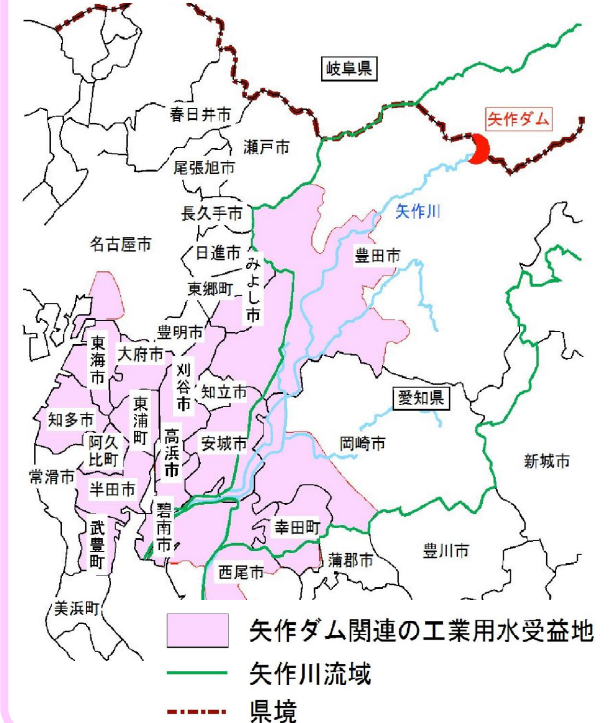 岐阜県
矢作ダム
春日井市
瀬戸市
尾張旭市
長久手市
矢作川
名古屋市
日進市
みよし市
豊田市
東郷町
豊明市
東海市
大府市
刈谷市
知立市
愛知県
知多市
東浦町
高浜市
安城市
岡崎市
阿久
比町
常滑市
半田市
新城市
碧南市
武豊町
幸田町
西尾市
蒲郡市
豊川市
美浜町
矢作ダム関連の工業用水受益地
矢作川流域
県境